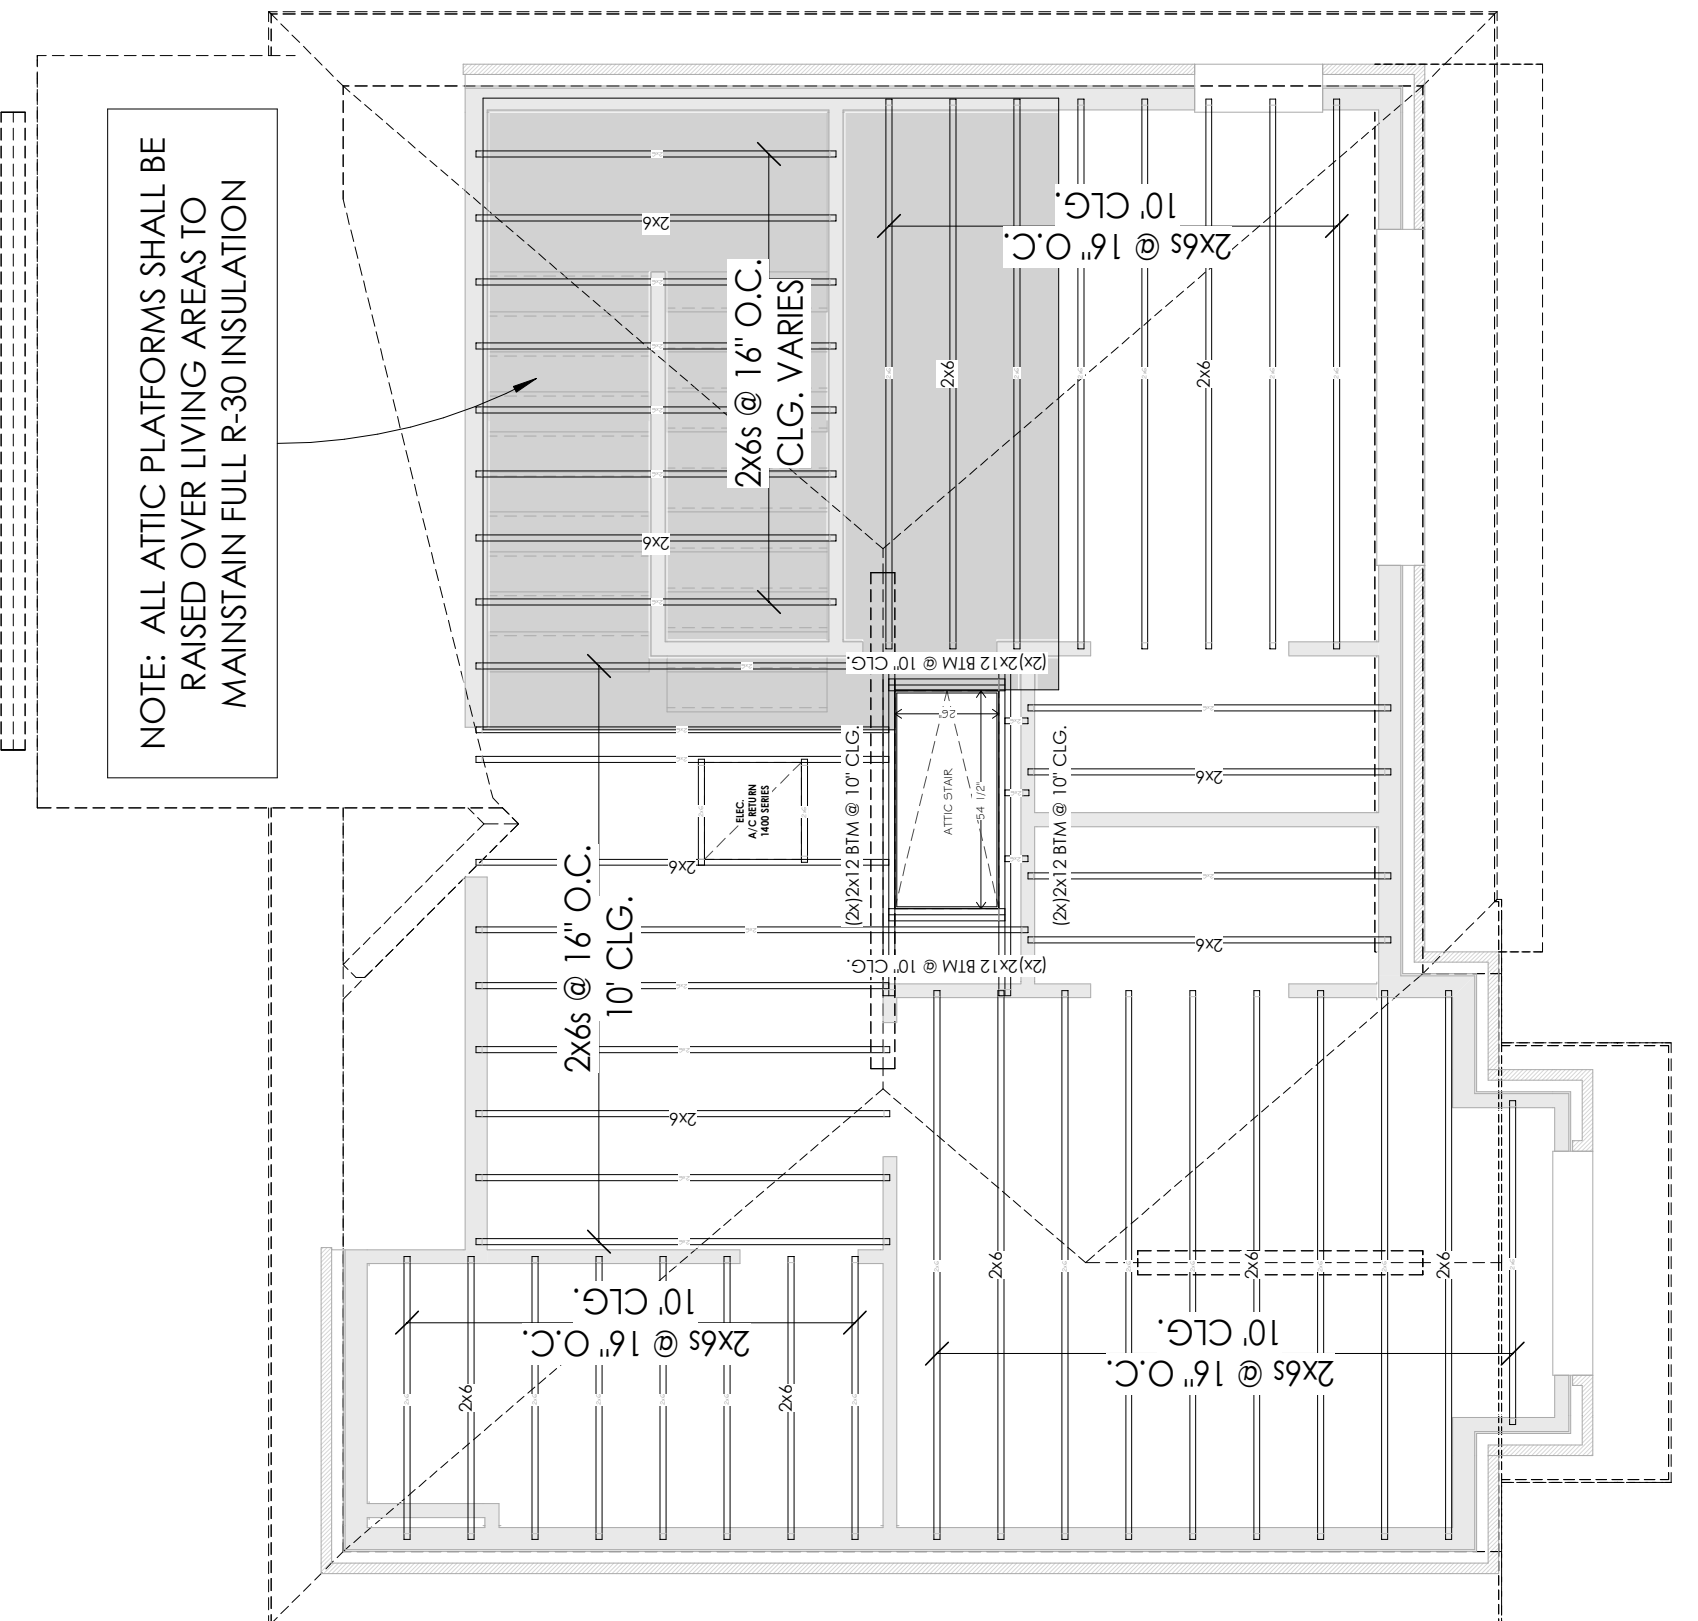 NOTE: ALL ATTIC PLATFORMS SHALL BE
RAISED OVER LIVING AREAS TO
MAINSTAIN FULL R-30 INSULATION
2x6
2x6
2x6s @ 16" O.C.
CLG. VARIES
2x6s @ 16" O.C.
10' CLG.
2x6
2x6
(2x)2x12 BTM @ 10" CLG.
(2x)2x12 BTM @ 10" CLG.
26"
ATTIC STAIR
54 1/2"
(2x)2x12 BTM @ 10" CLG.
(2x)2x12 BTM @ 10" CLG.
ELEC.
A/C RETURN
1400 SERIES
2x6
2x6
2x6
2x6s @ 16" O.C.
10' CLG.
2x6
2x6s @ 16" O.C.
10' CLG.
2x6
2x6
2x6
2x6
2x6
2x6s @ 16" O.C.
10' CLG.